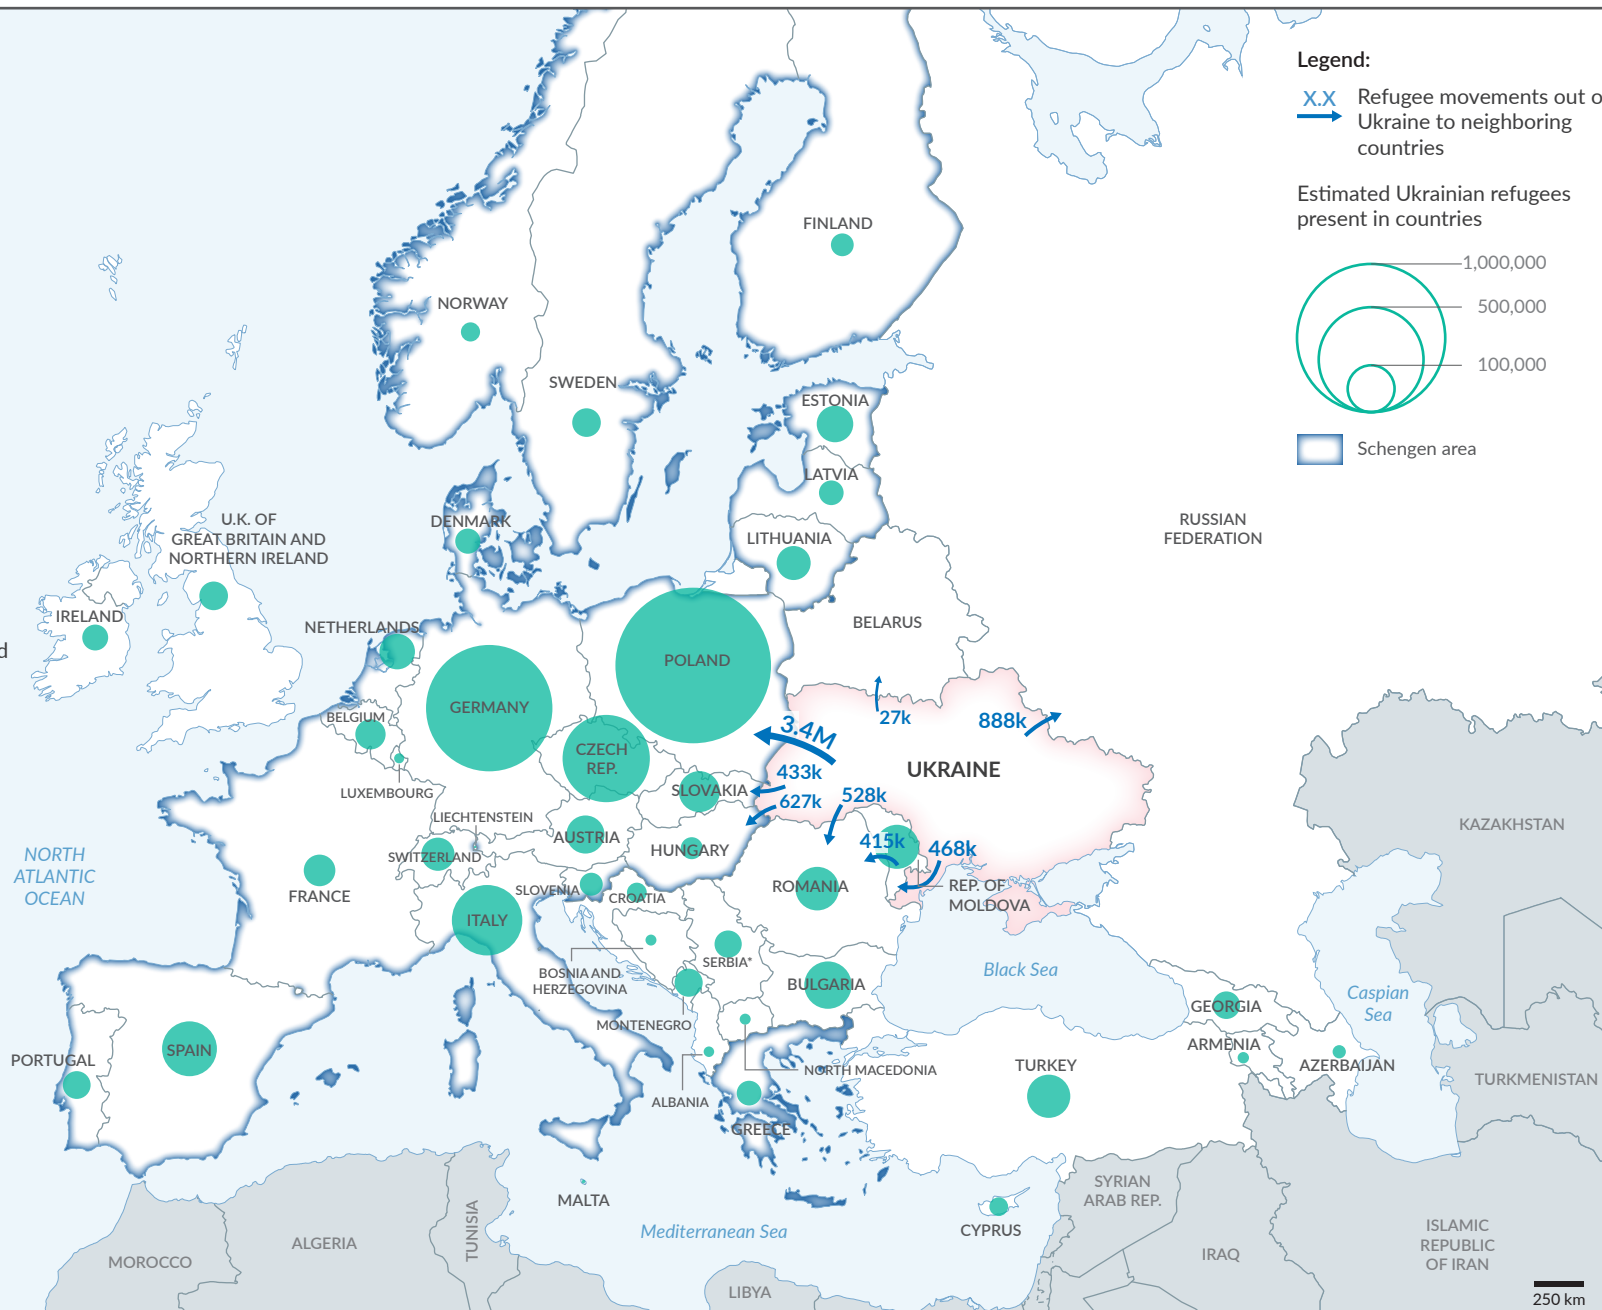 Legend:
X.X
Refugee movements out o
Ukraine to neighboring
countries
Estimated Ukrainian refugees
present in countries
1,000,000
500,000
100,000
Schengen area
FINLAND
NORWAY
SWEDEN
ESTONIA
LATVIA
DENMARK
LITHUANIA
U.K. OF
GREAT BRITAIN AND
NORTHERN IRELAND
RUSSIAN
FEDERATION
IRELAND
NETHERLANDS
BELARUS
d
POLAND
GERMANY
BELGIUM
27k
888k
3.4M
CZECH
REP.
UKRAINE
433k
SLOVAKIA
LUXEMBOURG
627k
528k
LIECHTENSTEIN
AUSTRIA
HUNGARY
415k
468k
KAZAKHSTAN
SWITZERLAND
NORTH
ATLANTIC
OCEAN
FRANCE
SLOVENIA
CROATIA
ROMANIA
REP. OF
MOLDOVA
ITALY
SERBIA*
BOSNIA AND
HERZEGOVINA
BULGARIA
Black Sea
Caspian
Sea
GEORGIA
MONTENEGRO
SPAIN
PORTUGAL
ARMENIA
AZERBAIJAN
TURKEY
NORTH MACEDONIA
TURKMENISTAN
ALBANIA
GREECE
MALTA
SYRIAN
ARAB REP.
CYPRUS
Mediterranean Sea
TUNISIA
ALGERIA
MOROCCO
LIBYA
IRAQ
ISLAMIC
REPUBLIC
OF IRAN
250 km